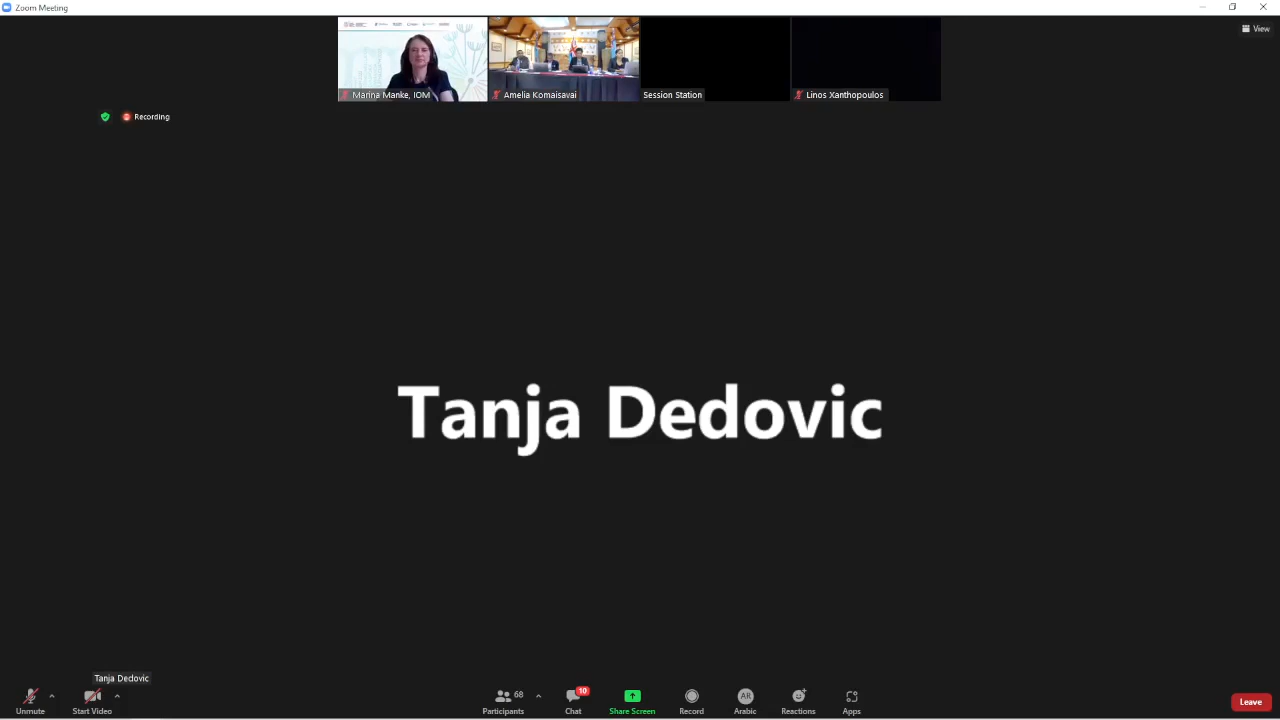 Zoom Meeting
View
Marina Manke, IOM
Amelia Komaisavai
Session Station
Linos Xanthopoulos
Recording
Tanja Dedovic
Tanja Dedovic
Unmute
Start Video
68
Participants
10
Chat
Share Screen
Record
AR
Arabic
Reactions
Apps
Leave